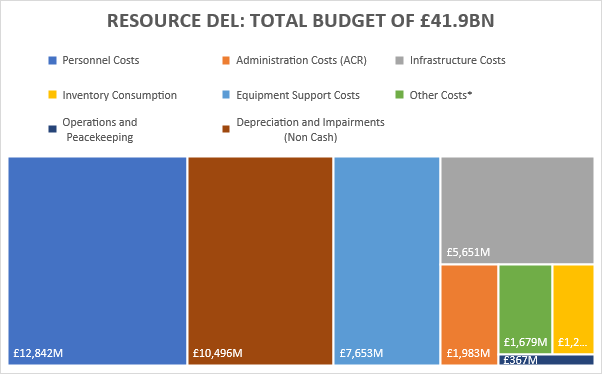 RESOURCE DEL: TOTAL BUDGET OF £41.9BN
Personnel Costs
Administration Costs (ACR)
Infrastructure Costs
Inventory Consumption
Equipment Support Costs
Other Costs*
Operations and
Peacekeeping
Depreciation and Impairments
(Non Cash)
£12,842M
£10,496M
£7,653M
£5,651M
£1,983M
£1,679M
£1,2...
£367M